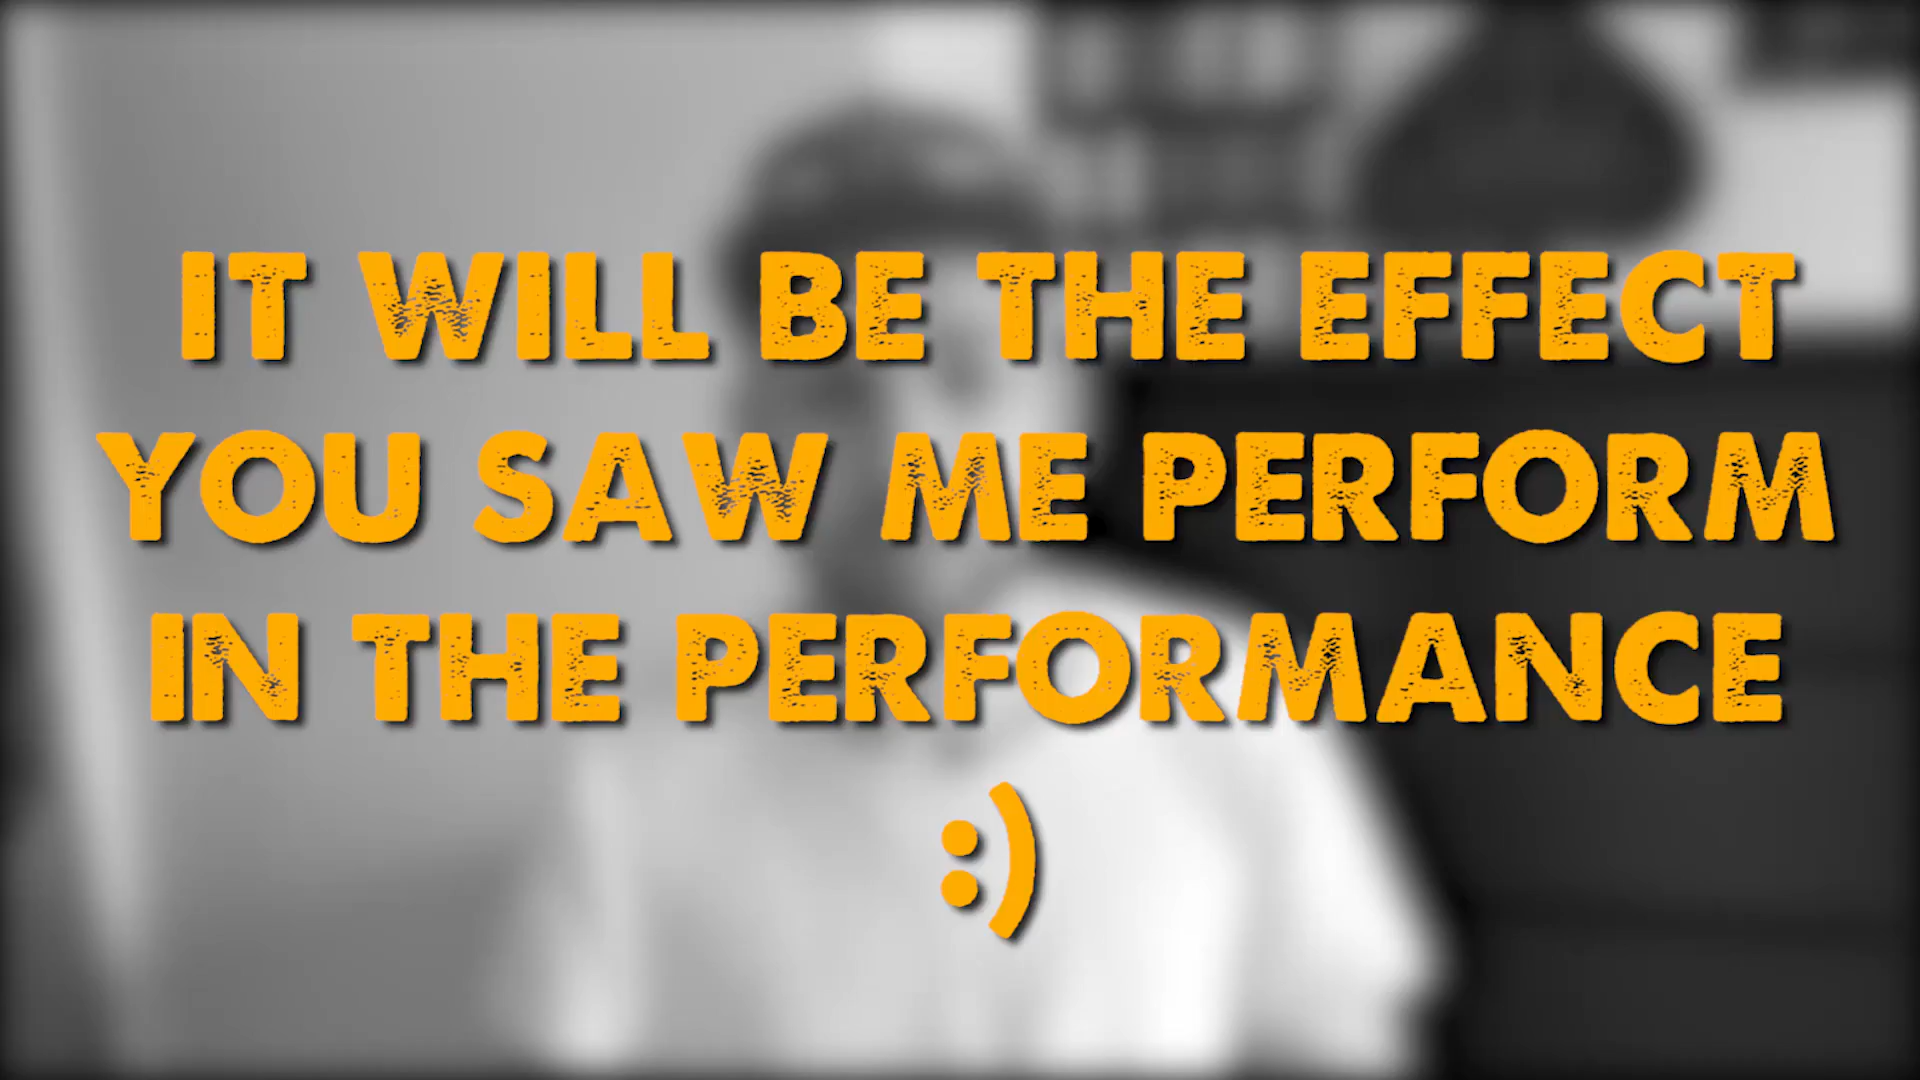 IT WILL BE THE EFFECT
YOU SAW ME PERFORM
IN THE PERFORMANCE
:)